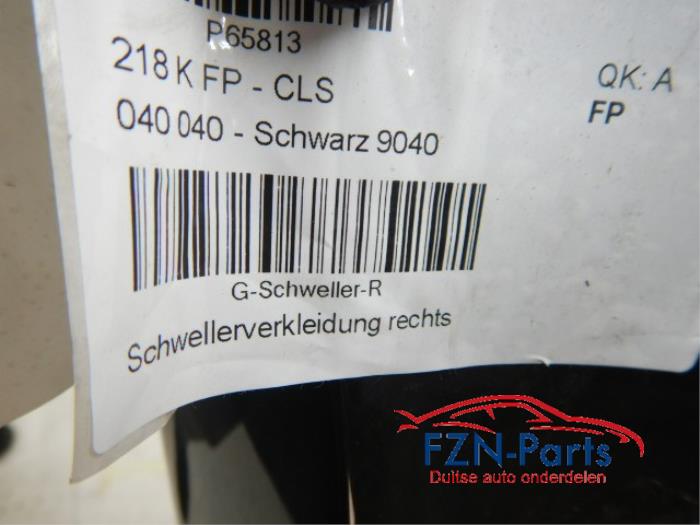 P65813
218 K FP - CLS
QK: A
040 040 - Schwarz 9040
FP
G-Schweller-R
Schwellerverkleidung rechts
FZN-Parts
Duitse auto onderdelen